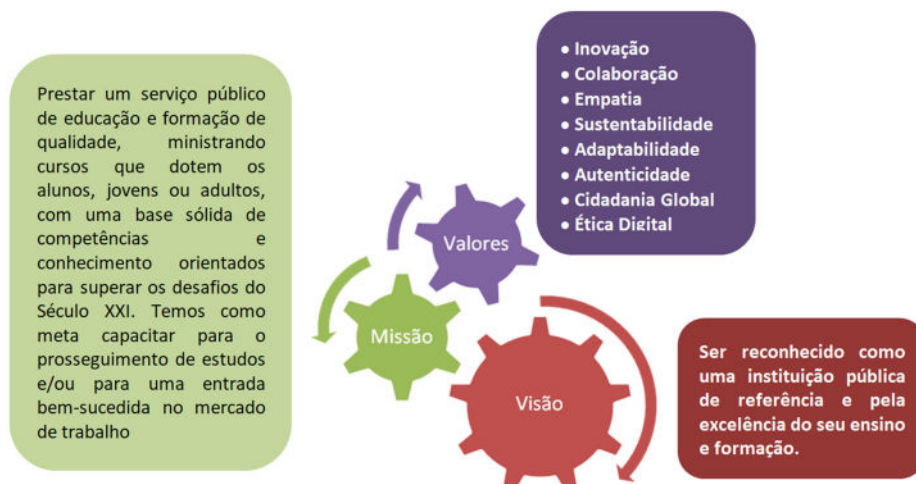 Prestar um serviço público
de educação e formação de
qualidade, ministrando
cursos que dotem os
alunos, jovens ou adultos,
com uma base sólida de
competências e
conhecimento orientados
para superar os desafios do
Século XXI. Temos como
meta capacitar para o
prosseguimento de estudos
e/ou para uma entrada
bem-sucedida no mercado
de trabalho
• Inovação
• Colaboração
• Empatia
• Sustentabilidade
• Adaptabilidade
• Autenticidade
• Cidadania Global
• Ética Digital
Valores
Missão
Visão
Ser reconhecido como
uma instituição pública
de referência e pela
excelência do seu ensino
e formação.